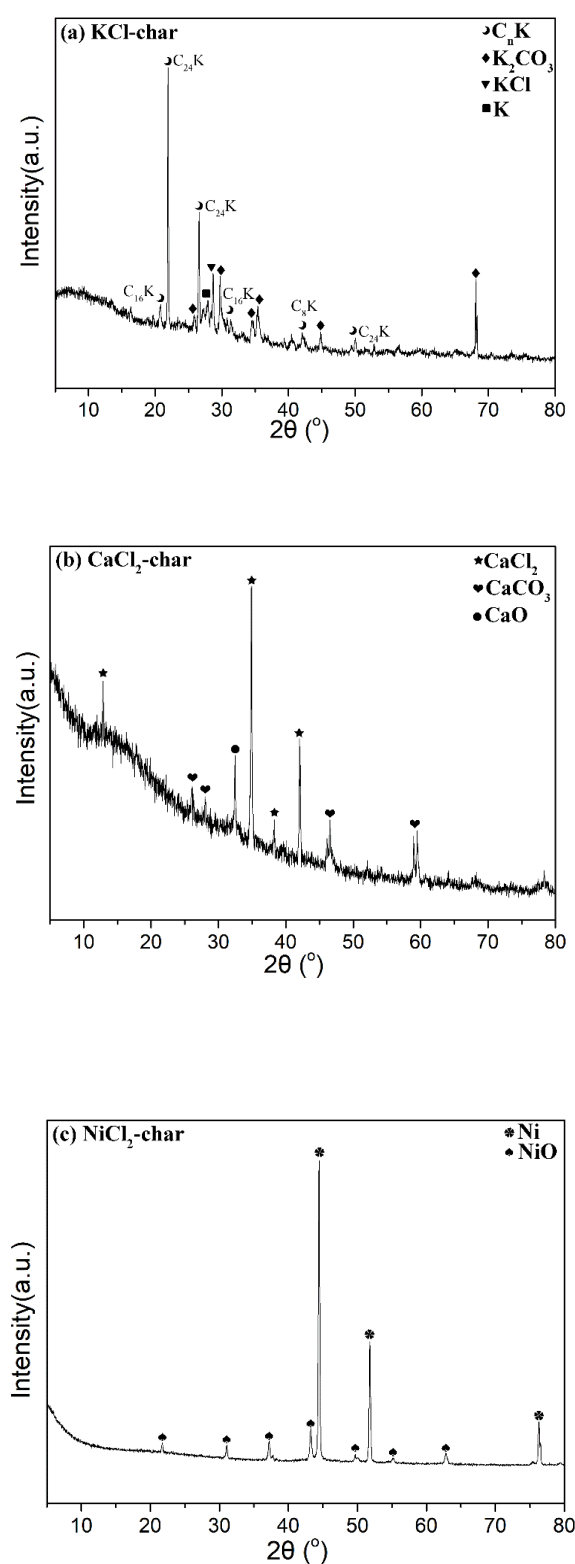 (a) KCl-char
CₙK
K₂CO₃
KCl
K
C₂₄K
C₂₄K
C₁₆K
C₁₆K
C₈K
C₂₄K
Intensity(a.u.)
10 20 30 40 50 60 70 80
2θ (°)
(b) CaCl₂-char
CaCl₂
CaCO₃
CaO
Intensity(a.u.)
10 20 30 40 50 60 70 80
2θ (°)
(c) NiCl₂-char
Ni
NiO
Intensity(a.u.)
10 20 30 40 50 60 70 80
2θ (°)